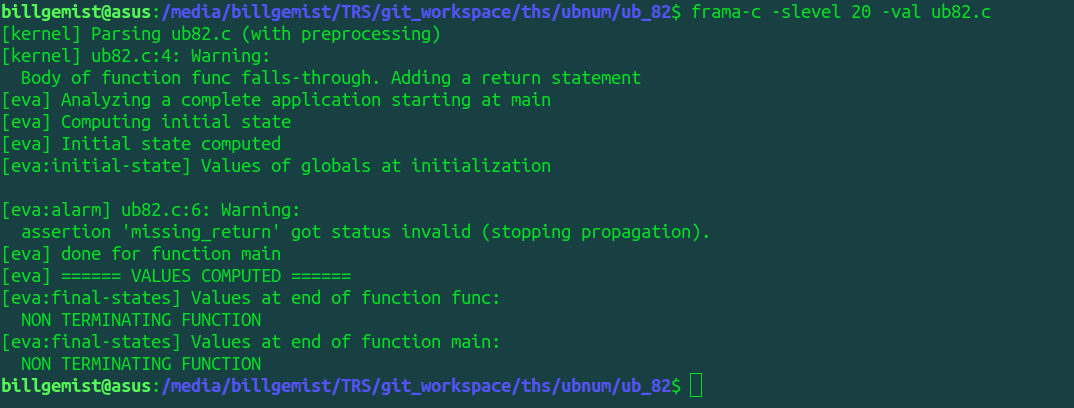 billgemist@asus:/media/billgemist/TRS/git_workspace/ths/ubnum/ub_82$ frama-c -slevel 20 -val ub82.c
[kernel] Parsing ub82.c (with preprocessing)
[kernel] ub82.c:4: Warning:
  Body of function func falls-through. Adding a return statement
[eva] Analyzing a complete application starting at main
[eva] Computing initial state
[eva] Initial state computed
[eva:initial-state] Values of globals at initialization

[eva:alarm] ub82.c:6: Warning:
  assertion 'missing_return' got status invalid (stopping propagation).
[eva] done for function main
[eva] ====== VALUES COMPUTED ======
[eva:final-states] Values at end of function func:
  NON TERMINATING FUNCTION
[eva:final-states] Values at end of function main:
  NON TERMINATING FUNCTION
billgemist@asus:/media/billgemist/TRS/git_workspace/ths/ubnum/ub_82$